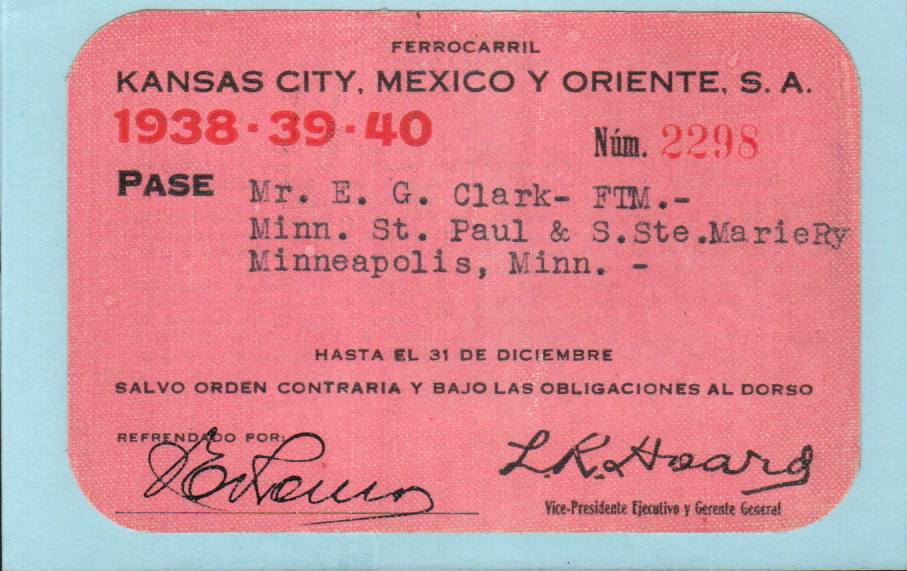 FERROCARRIL
KANSAS CITY, MEXICO Y ORIENTE, S. A.
1938·39·40
Núm. 2298
PASE Mr. E. G. Clark- FTM.-
Minn. St. Paul & S.Ste.MarieRy
Minneapolis, Minn. -
HASTA EL 31 DE DICIEMBRE
SALVO ORDEN CONTRARIA Y BAJO LAS OBLIGACIONES AL DORSO
REFRENDADO POR:
L.R.Hoard
Vice-Presidente Ejecutivo y Gerente General